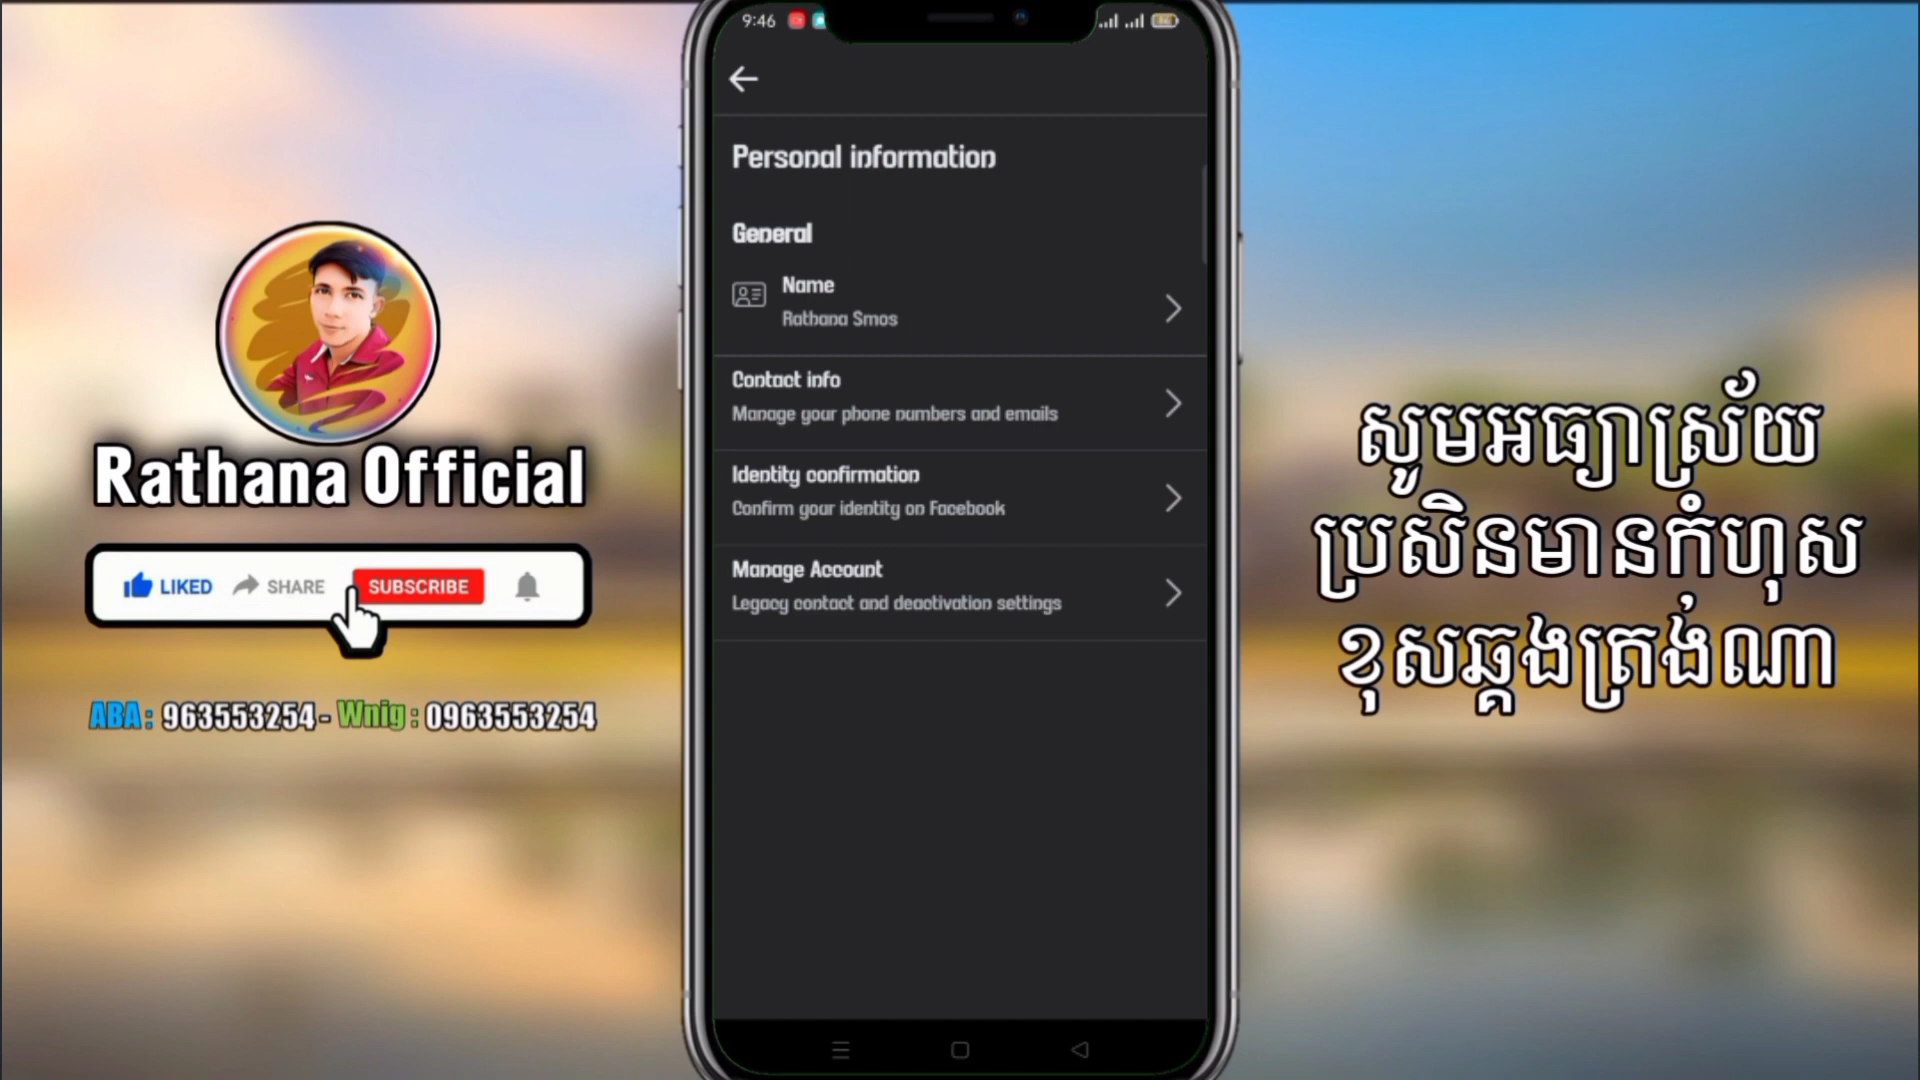 Rathana Official
LIKED SHARE SUBSCRIBE
ABA : 963553254 - Wnig : 0963553254
9:46
Personal information
General
Name
Rathana Smos
Contact info
Manage your phone numbers and emails
Identity confirmation
Confirm your identity on Facebook
Manage Account
Legacy contact and deactivation settings
សូមអធ្យាស្រ័យ
ប្រសិនមានកុំហុស
ខុសឆ្គងត្រង់ណា